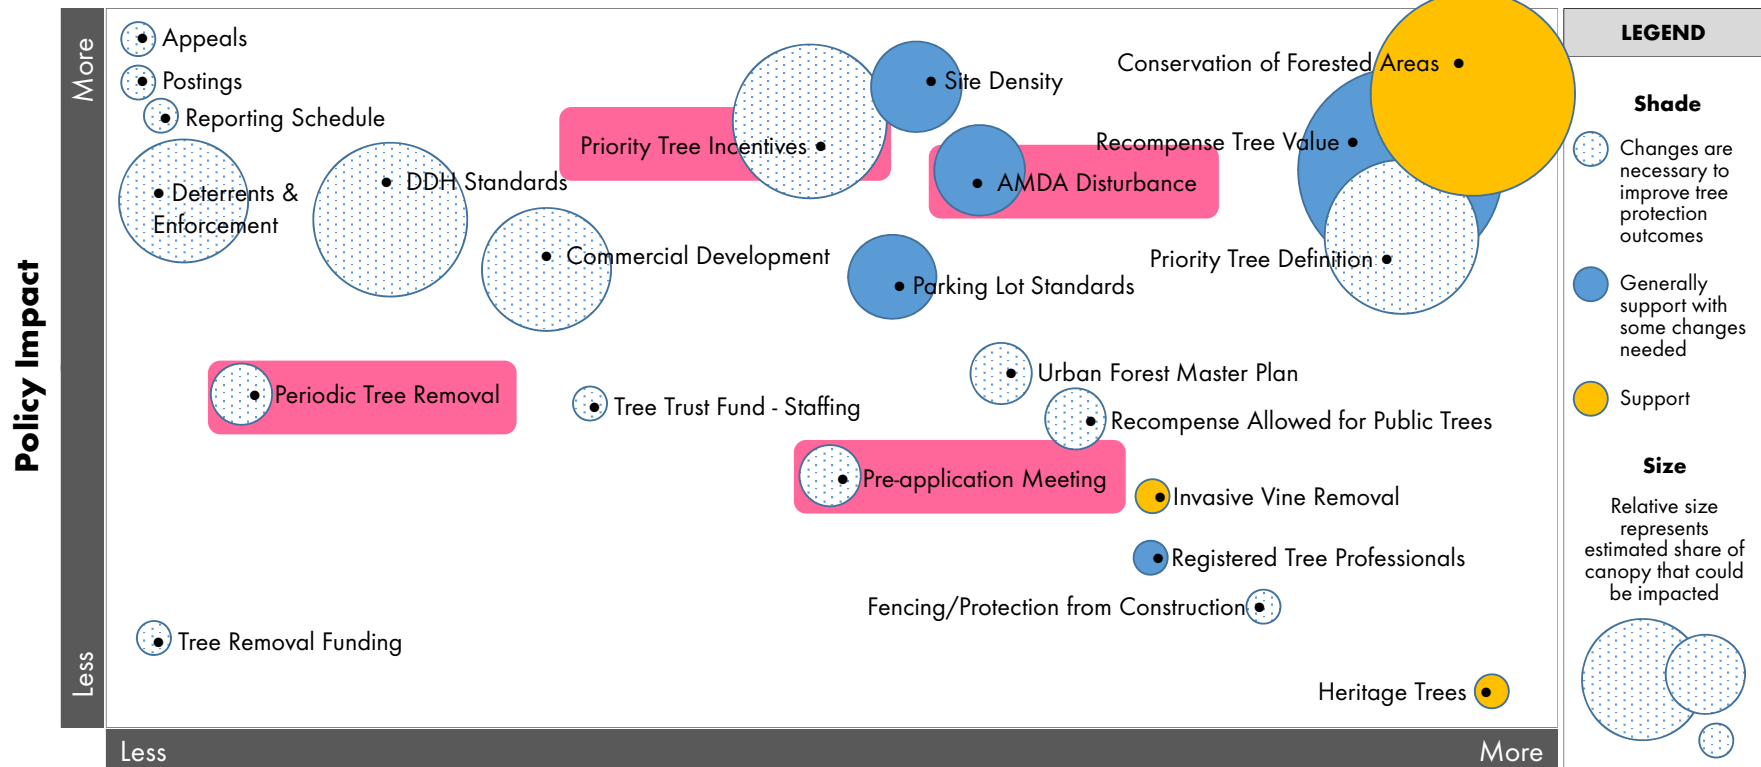 More
Policy Impact
Less
Appeals
Postings
Reporting Schedule
Deterrents &
Enforcement
DDH Standards
Priority Tree Incentives
Site Density
Conservation of Forested Areas
Recompense Tree Value
AMDA Disturbance
Commercial Development
Priority Tree Definition
Parking Lot Standards
Periodic Tree Removal
Tree Trust Fund - Staffing
Urban Forest Master Plan
Recompense Allowed for Public Trees
Pre-application Meeting
Invasive Vine Removal
Registered Tree Professionals
Fencing/Protection from Construction
Tree Removal Funding
Heritage Trees
Less
More
LEGEND
Shade
Changes are
necessary to
improve tree
protection
outcomes
Generally
support with
some changes
needed
Support
Size
Relative size
represents
estimated share of
canopy that could
be impacted